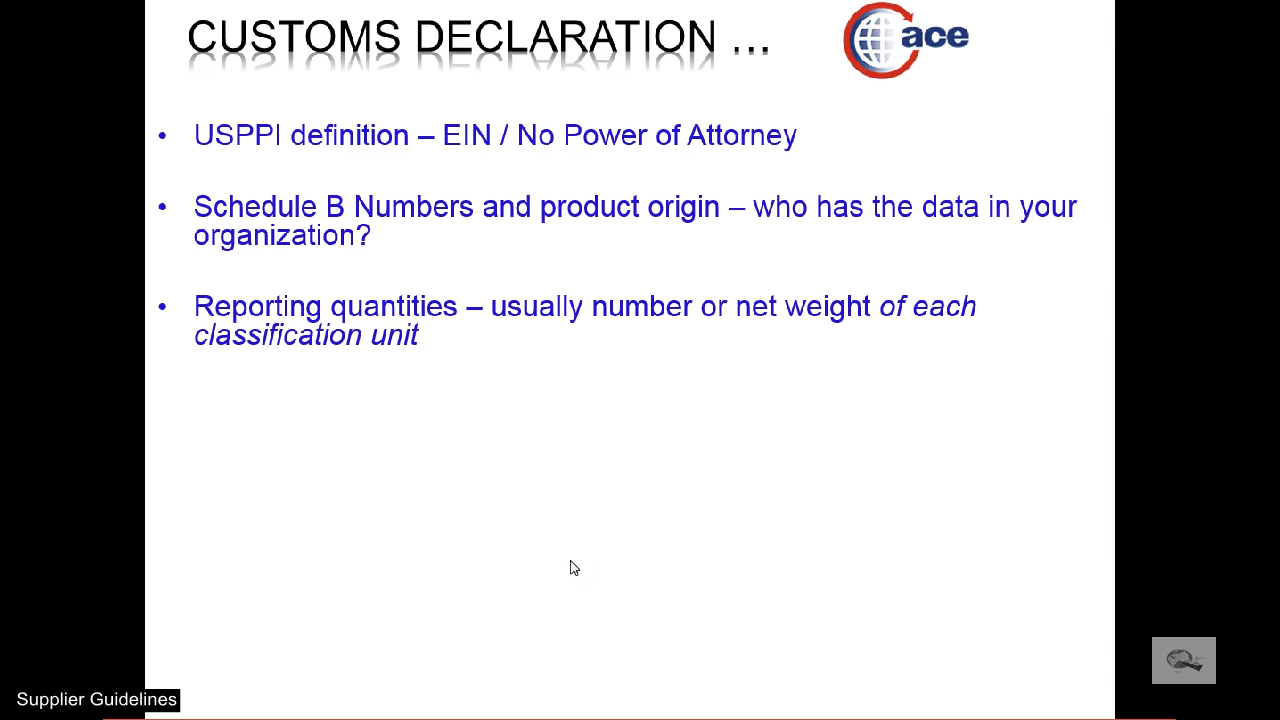 CUSTOMS DECLARATION ...
ace
• USPPI definition – EIN / No Power of Attorney
• Schedule B Numbers and product origin – who has the data in your
organization?
• Reporting quantities – usually number or net weight of each
classification unit
Supplier Guidelines